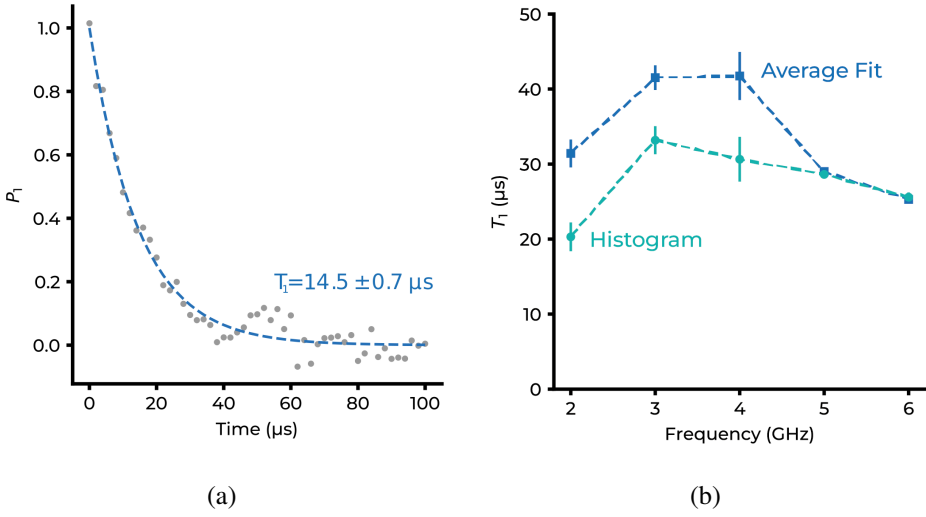 1.0
0.8
0.6
0.4
0.2
0.0
P₁
T₁=14.5 ±0.7 µs
0 20 40 60 80 100
Time (µs)
(a)
50
40
30
20
10
0
T₁ (µs)
Average Fit
Histogram
2 3 4 5 6
Frequency (GHz)
(b)